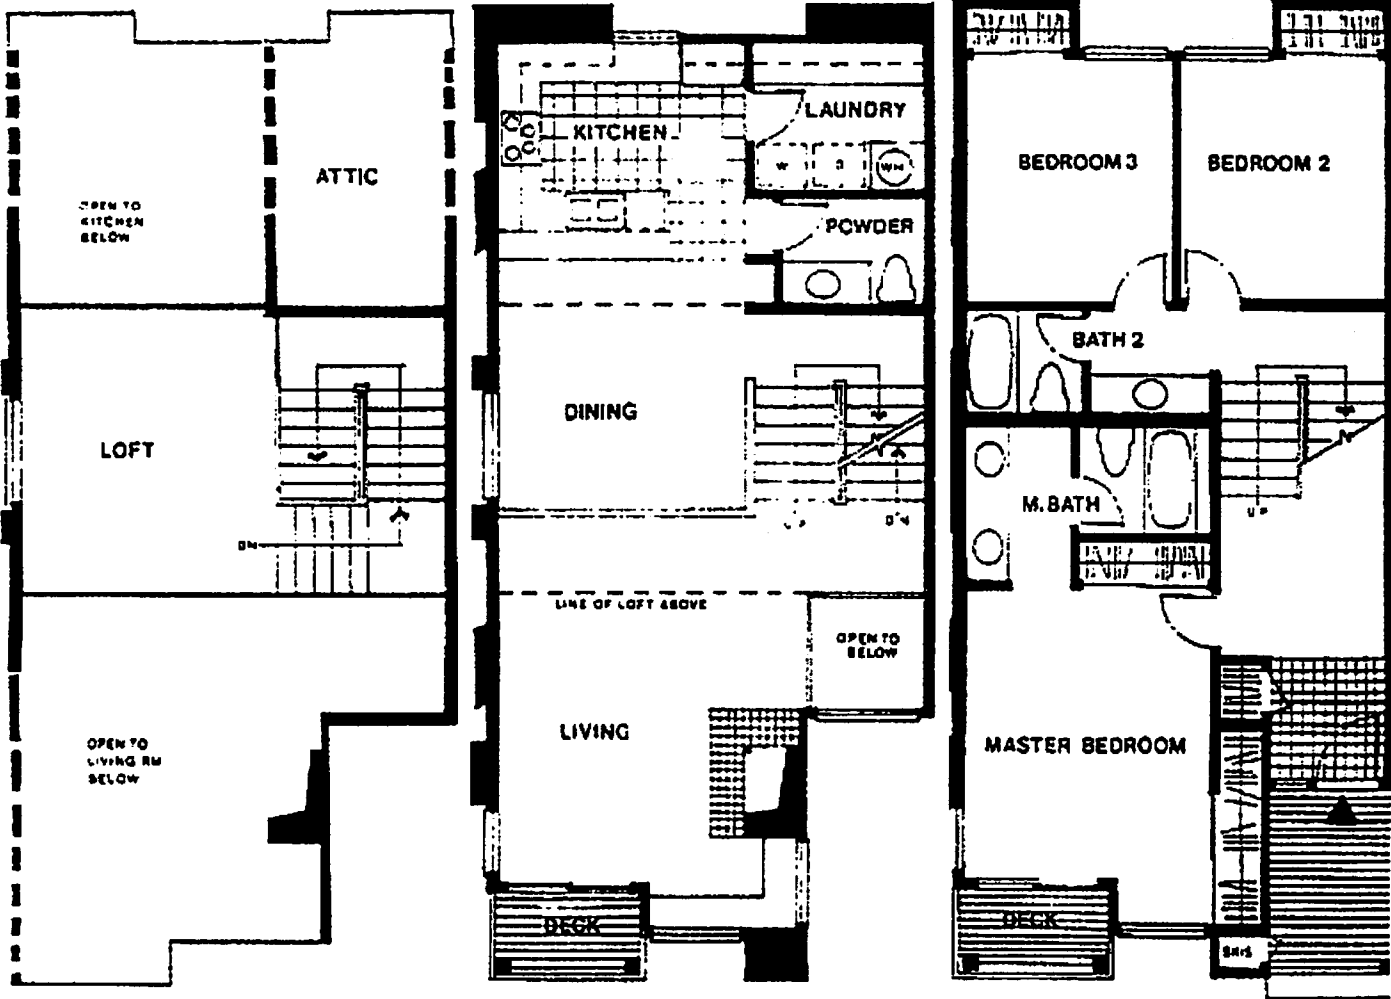 ATTIC
OPEN TO
KITCHEN
BELOW
LOFT
DN
OPEN TO
LIVING RM
BELOW
KITCHEN
LAUNDRY
W
D
WH
POWDER
DINING
UP
DN
LINE OF LOFT ABOVE
OPEN TO
BELOW
LIVING
DECK
BEDROOM 3
BEDROOM 2
BATH 2
M. BATH
UP
MASTER BEDROOM
DECK
SKIS